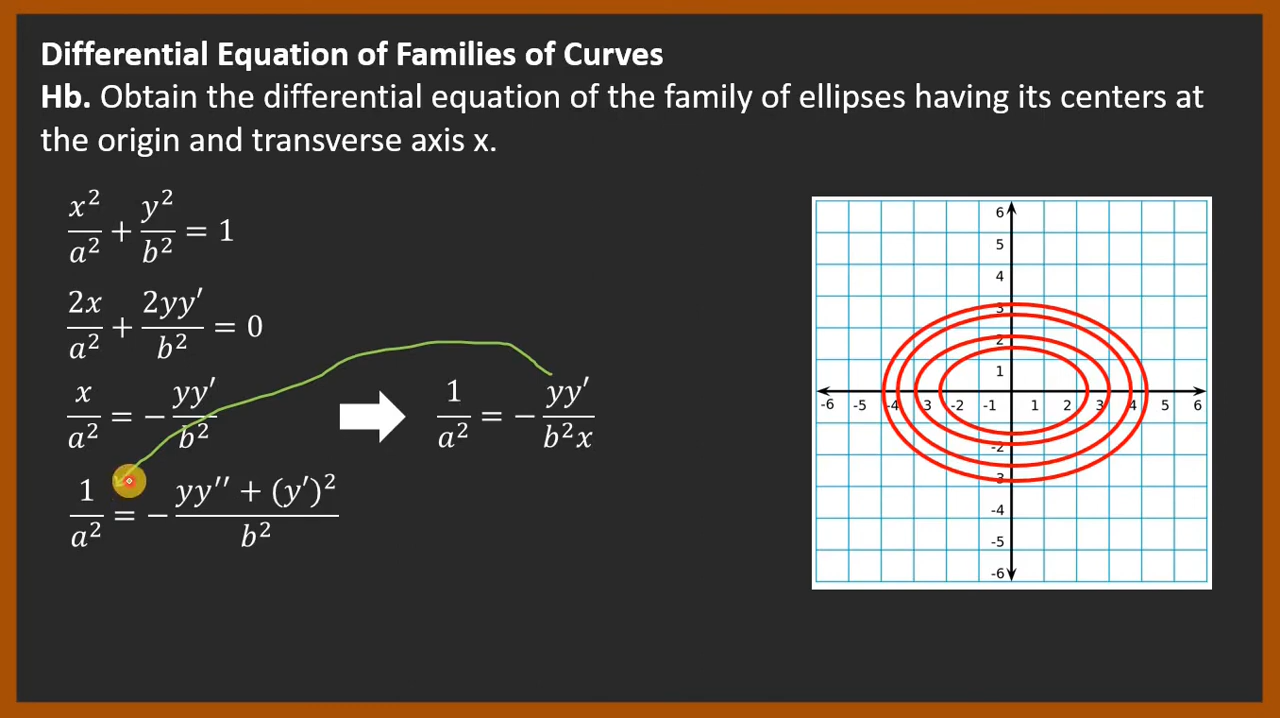 Differential Equation of Families of Curves
Hb. Obtain the differential equation of the family of ellipses having its centers at
the origin and transverse axis x.
x²/a² + y²/b² = 1
2x/a² + 2yy′/b² = 0
x/a² = − yy′/b²
1/a² = − yy′/b²x
1/a² = − yy′′ + (y′)²/b²
6
5
4
3
2
1
-6 -5 -4 3 -2 -1 1 2 3 4 5 6
-2
3
-4
-5
-6